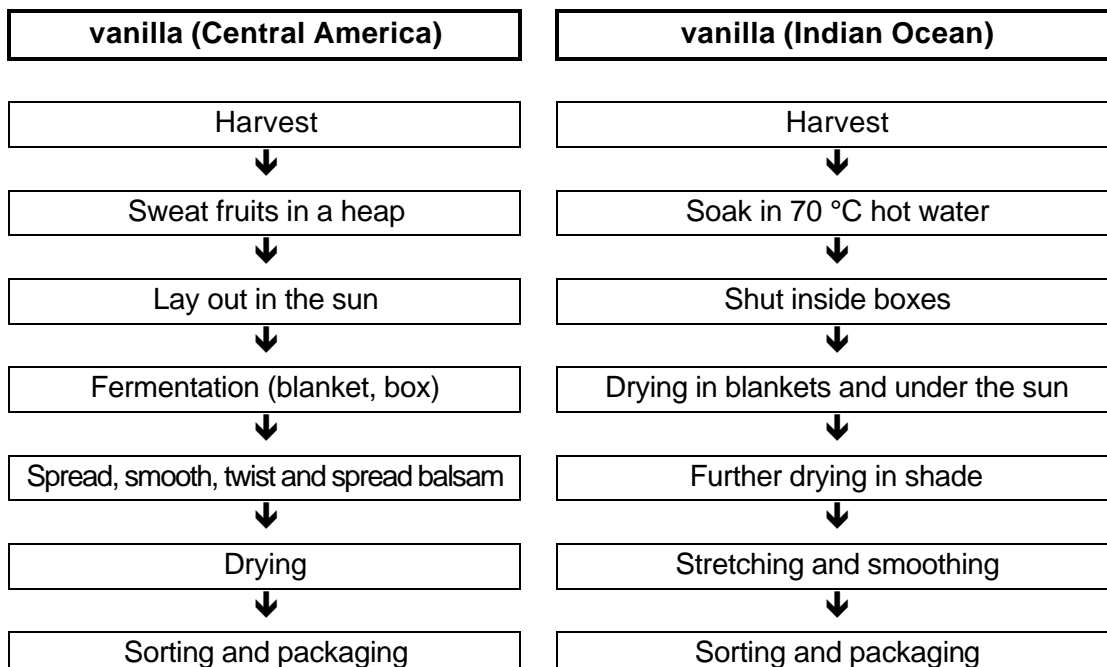 vanilla (Central America)
Harvest
Sweat fruits in a heap
Lay out in the sun
Fermentation (blanket, box)
Spread, smooth, twist and spread balsam
Drying
Sorting and packaging
vanilla (Indian Ocean)
Harvest
Soak in 70 °C hot water
Shut inside boxes
Drying in blankets and under the sun
Further drying in shade
Stretching and smoothing
Sorting and packaging